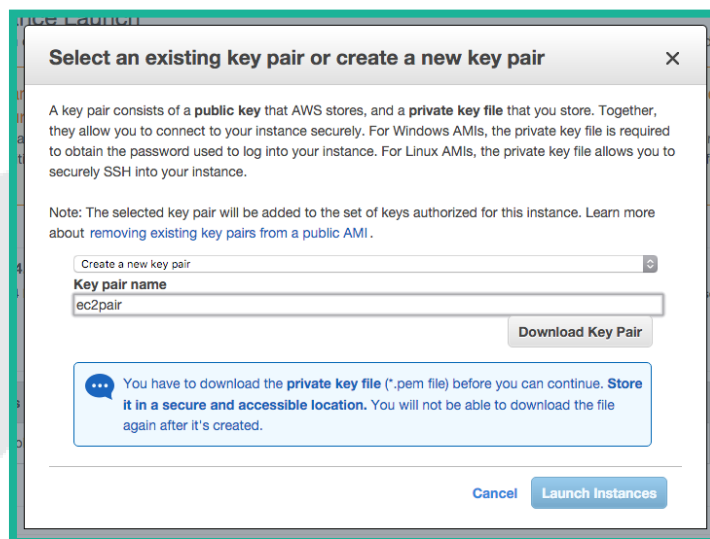 nce Launch
Select an existing key pair or create a new key pair
A key pair consists of a public key that AWS stores, and a private key file that you store. Together,
they allow you to connect to your instance securely. For Windows AMIs, the private key file is required
to obtain the password used to log into your instance. For Linux AMIs, the private key file allows you to
securely SSH into your instance.
Note: The selected key pair will be added to the set of keys authorized for this instance. Learn more
about removing existing key pairs from a public AMI .
Create a new key pair
Key pair name
ec2pair
Download Key Pair
You have to download the private key file (*.pem file) before you can continue. Store
it in a secure and accessible location. You will not be able to download the file
again after it's created.
Cancel
Launch Instances